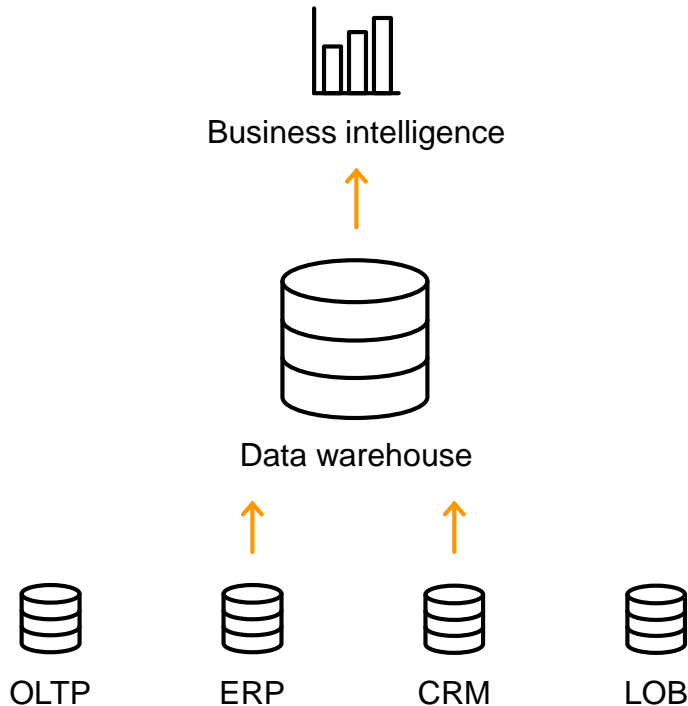 Business intelligence
Data warehouse
OLTP
ERP
CRM
LOB